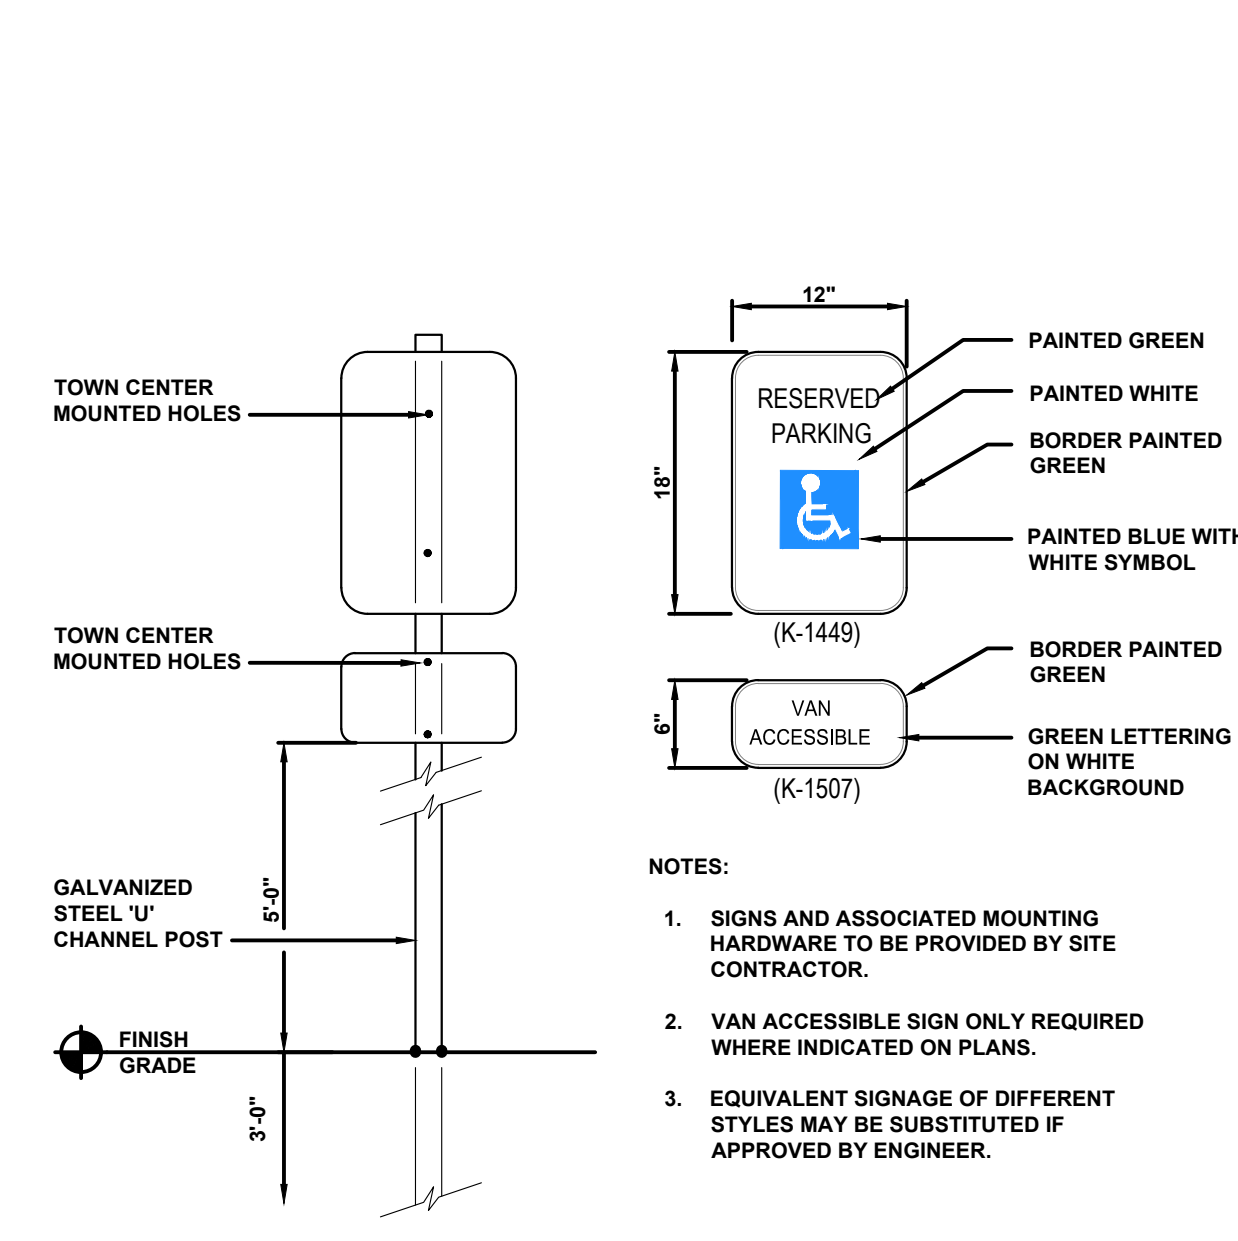 12"
PAINTED GREEN
TOWN CENTER
MOUNTED HOLES
RESERVED
PARKING
PAINTED WHITE
BORDER PAINTED
GREEN
18"
PAINTED BLUE WITH
WHITE SYMBOL
(K-1449)
TOWN CENTER
MOUNTED HOLES
BORDER PAINTED
GREEN
6"
VAN
ACCESSIBLE
GREEN LETTERING
ON WHITE
BACKGROUND
(K-1507)
GALVANIZED
STEEL 'U'
CHANNEL POST
5'-0"
FINISH
GRADE
3'-0"
NOTES:
1. SIGNS AND ASSOCIATED MOUNTING
HARDWARE TO BE PROVIDED BY SITE
CONTRACTOR.
2. VAN ACCESSIBLE SIGN ONLY REQUIRED
WHERE INDICATED ON PLANS.
3. EQUIVALENT SIGNAGE OF DIFFERENT
STYLES MAY BE SUBSTITUTED IF
APPROVED BY ENGINEER.